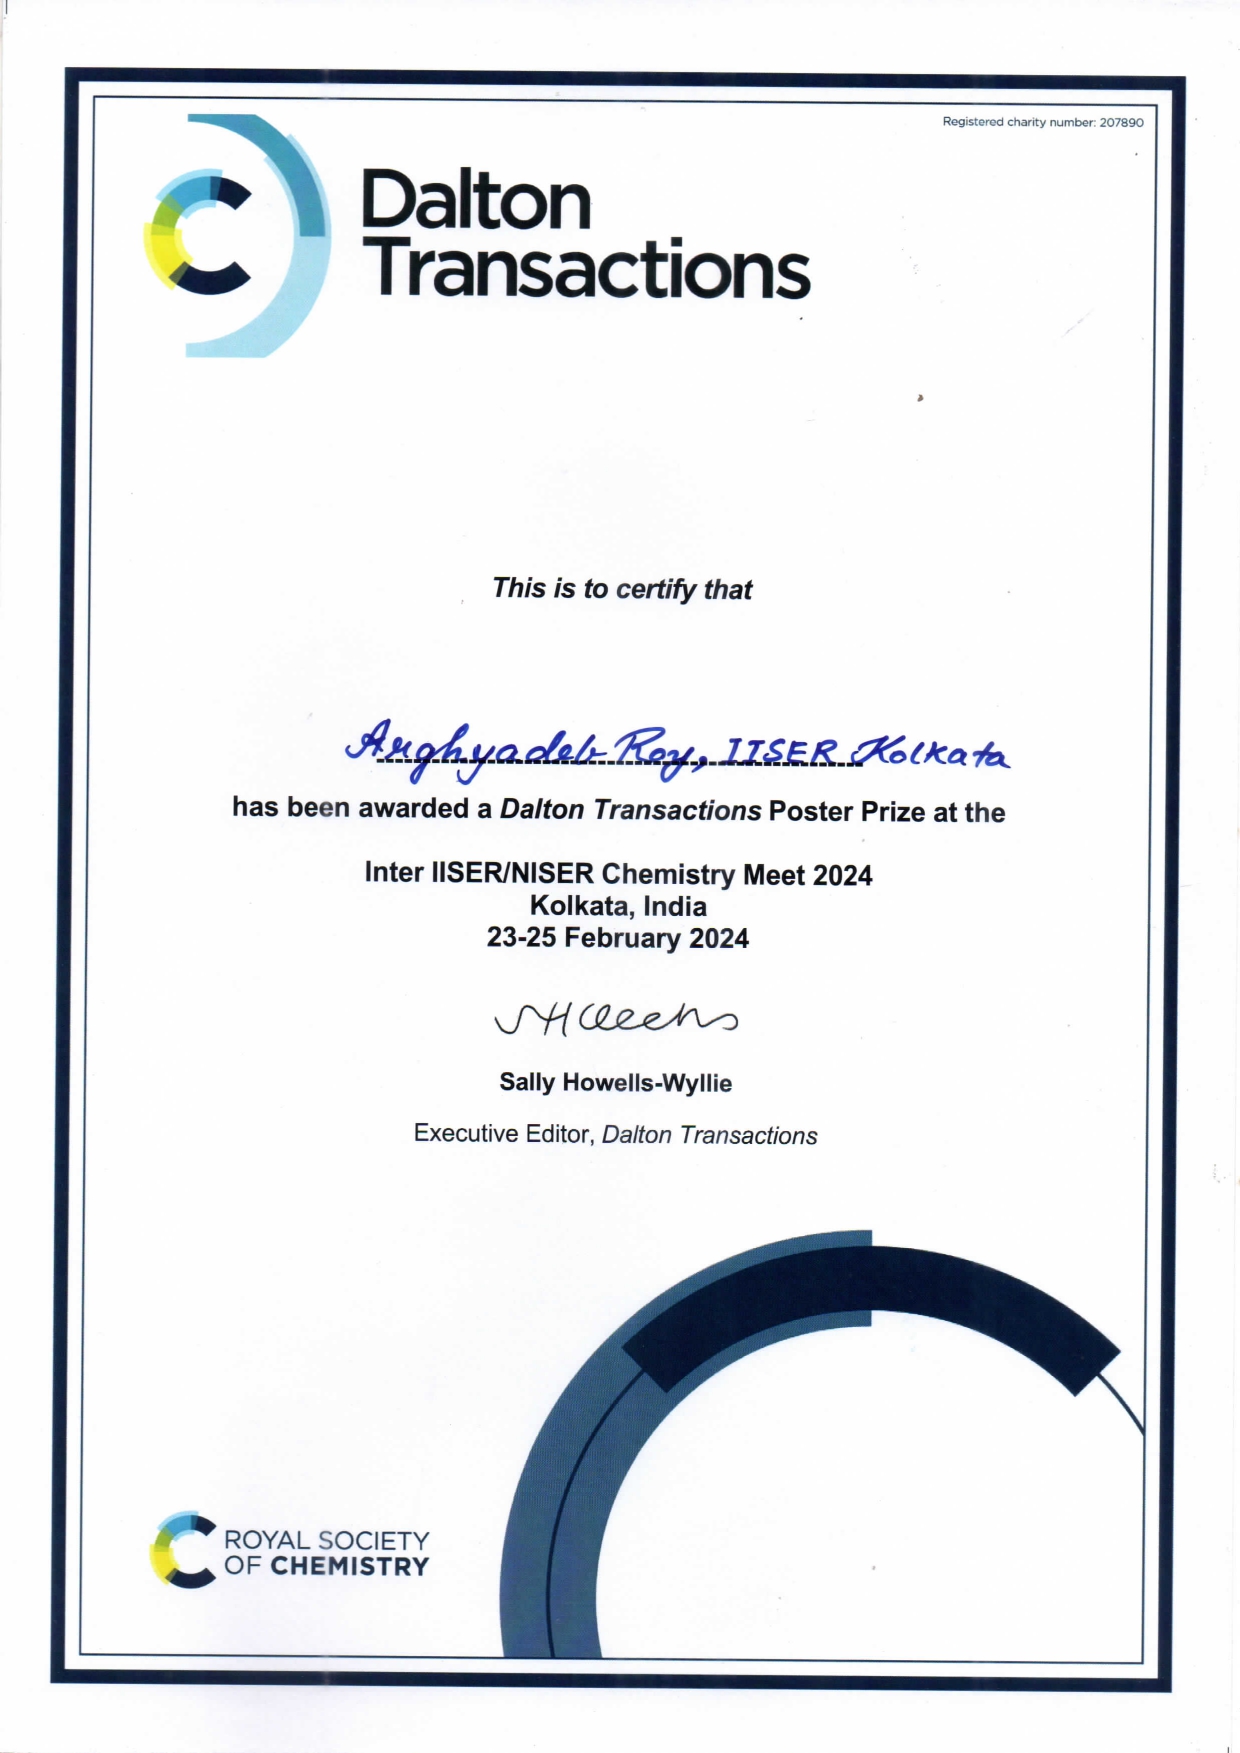 Registered charity number: 207890
Dalton
Transactions
This is to certify that
Arghyadeb Roy, IISER Kolkata
has been awarded a Dalton Transactions Poster Prize at the
Inter IISER/NISER Chemistry Meet 2024
Kolkata, India
23-25 February 2024
Sally Howells-Wyllie
Executive Editor, Dalton Transactions
ROYAL SOCIETY
OF CHEMISTRY